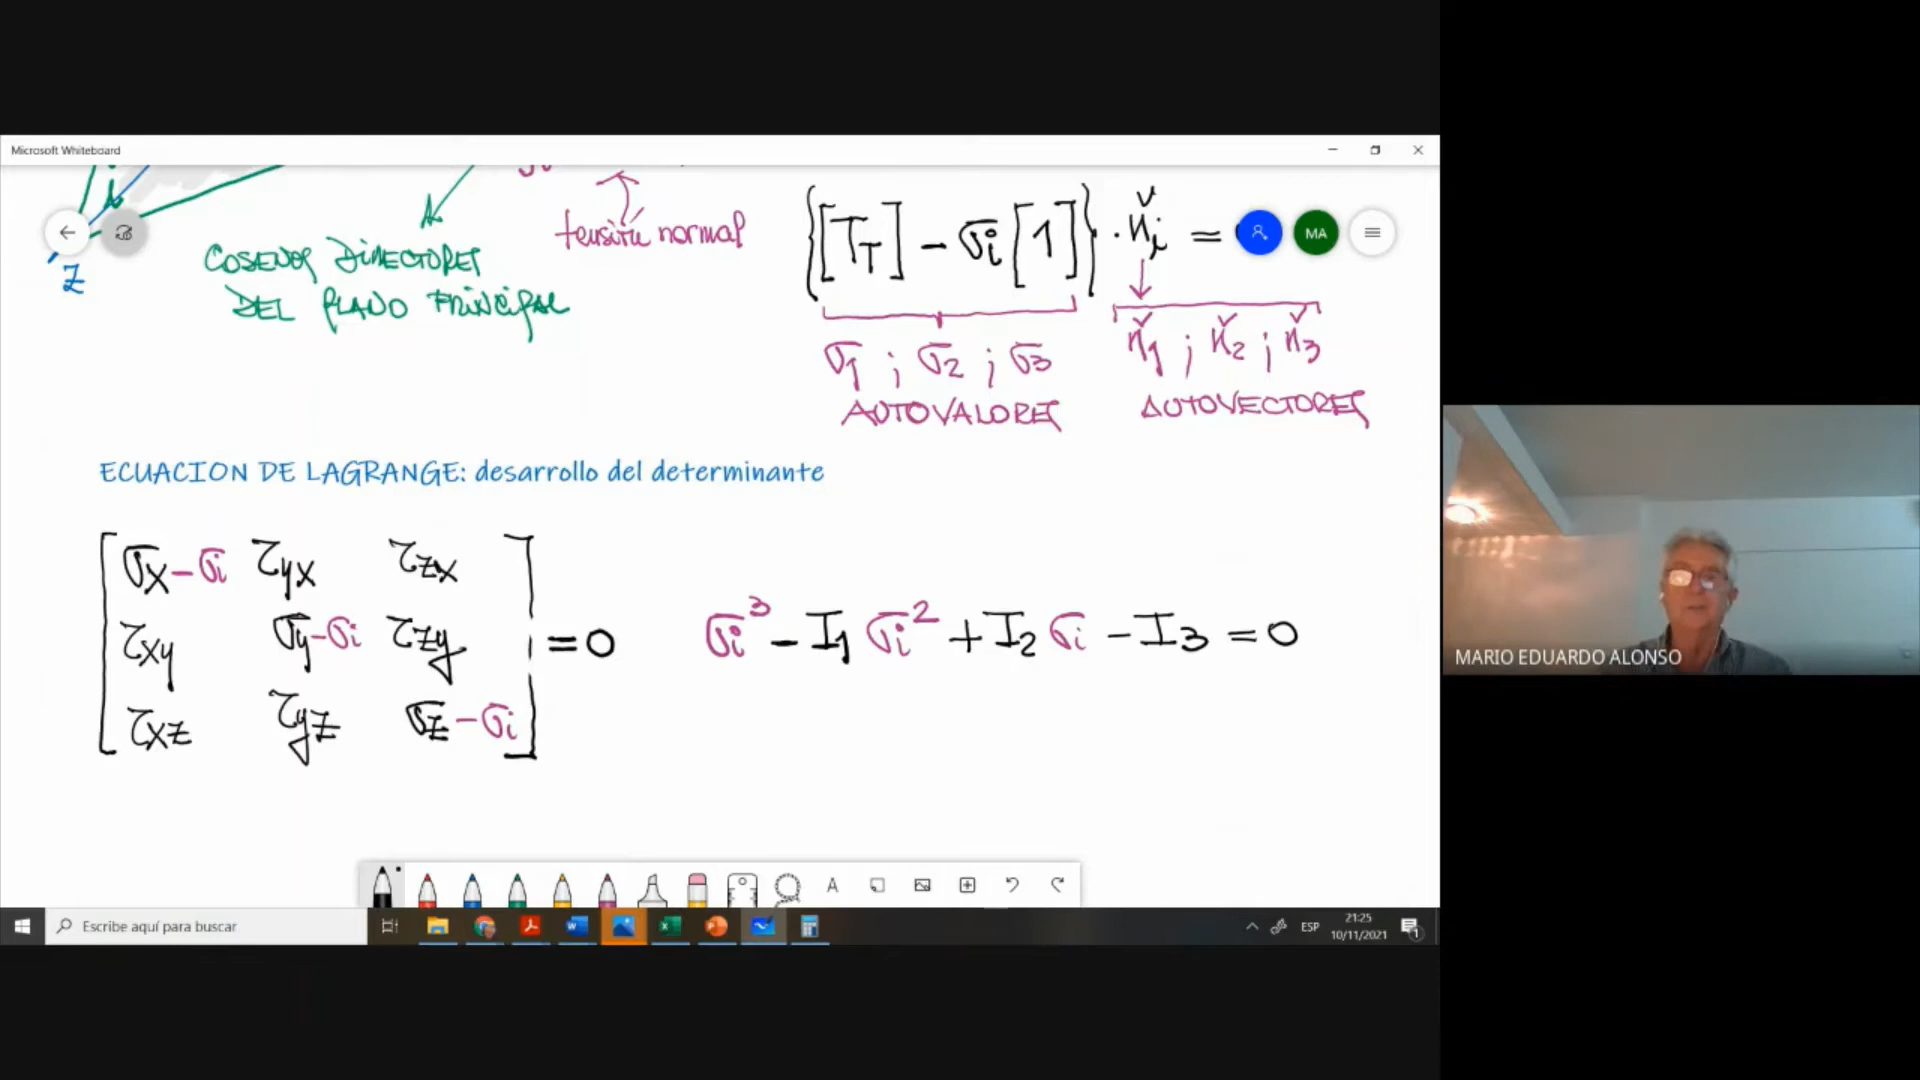 Microsoft Whiteboard
tensión normal
{[T_T] - σi [1]} · ňi =
MA
COSENOS DIRECTORES
DEL PLANO PRINCIPAL
Z
σ1 ; σ2 ; σ3
ň1 ; ň2 ; ň3
AUTOVALORES
AUTOVECTORES
ECUACION DE LAGRANGE: desarrollo del determinante
σx-σi τyx τzx
τxy σy-σi τzy =0
τxz τyz σz-σi
σi³ - I1 σi² + I2 σi - I3 = 0
MARIO EDUARDO ALONSO
A
Escribe aquí para buscar
ESP
21:25
10/11/2021
1